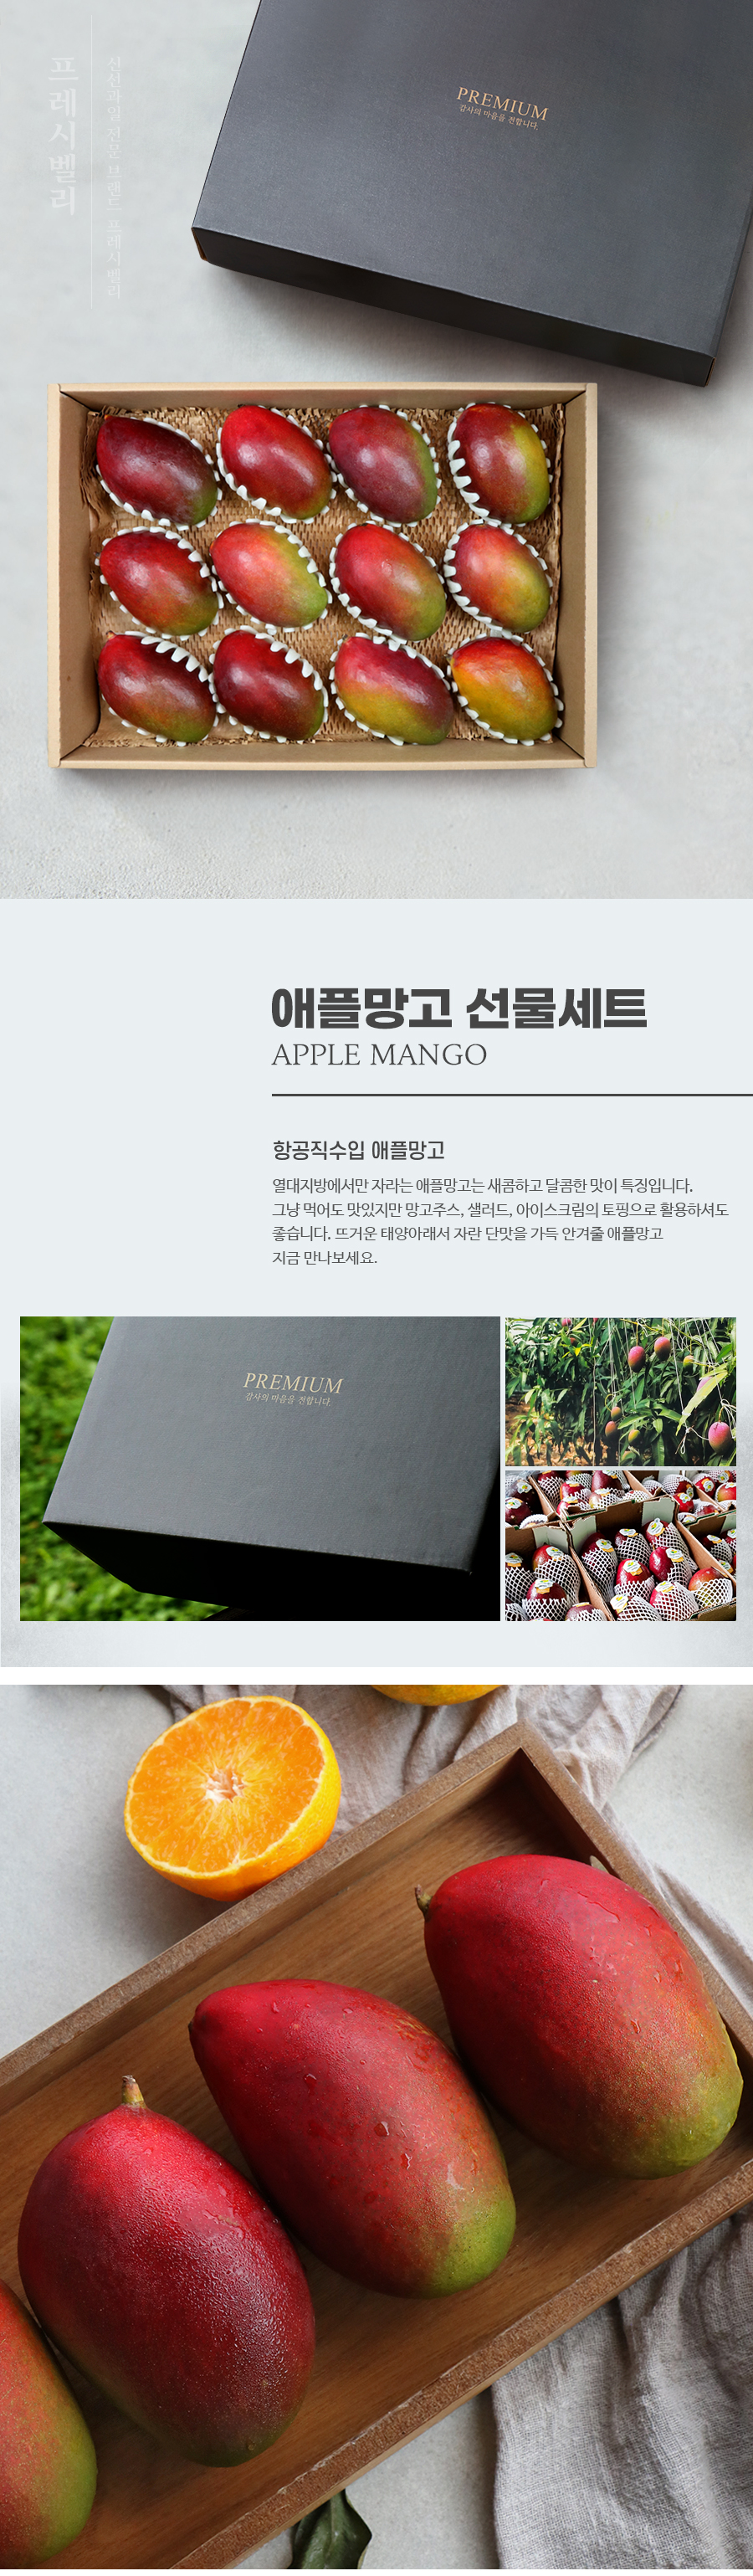 프레시벨리
신선과일 전문 브랜드 프레시벨리
PREMIUM
감사의 마음을 전합니다.
애플망고 선물세트
APPLE MANGO
항공직수입 애플망고
열대지방에서만 자라는 애플망고는 새콤하고 달콤한 맛이 특징입니다.
그냥 먹어도 맛있지만 망고주스, 샐러드, 아이스크림의 토핑으로 활용하셔도
좋습니다. 뜨거운 태양아래서 자란 단맛을 가득 안겨줄 애플망고
지금 만나보세요.
PREMIUM
감사의 마음을 전합니다.